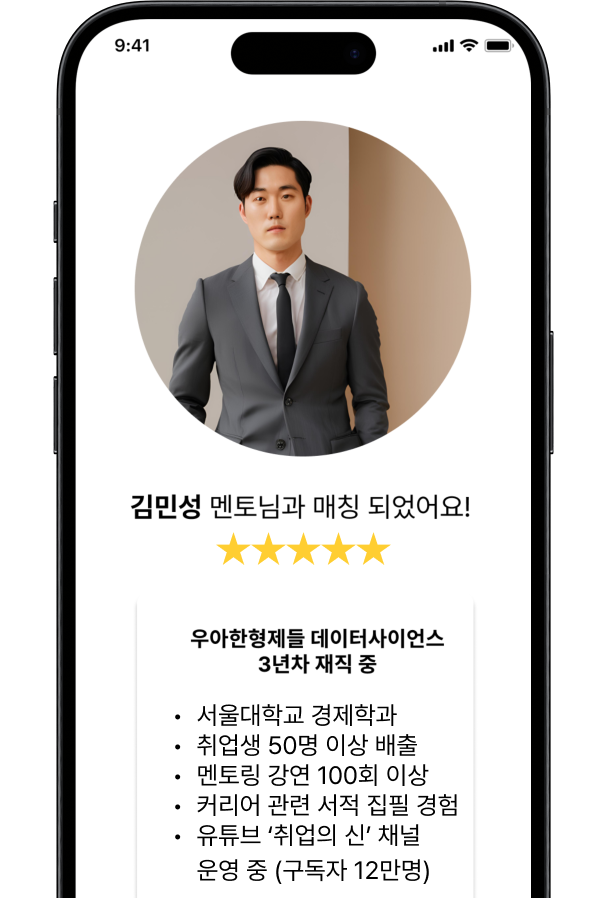 9:41
김민성 멘토님과 매칭 되었어요!
우아한형제들 데이터사이언스
3년차 재직 중
• 서울대학교 경제학과
• 취업생 50명 이상 배출
• 멘토링 강연 100회 이상
• 커리어 관련 서적 집필 경험
• 유튜브 ‘취업의 신’ 채널
운영 중 (구독자 12만명)